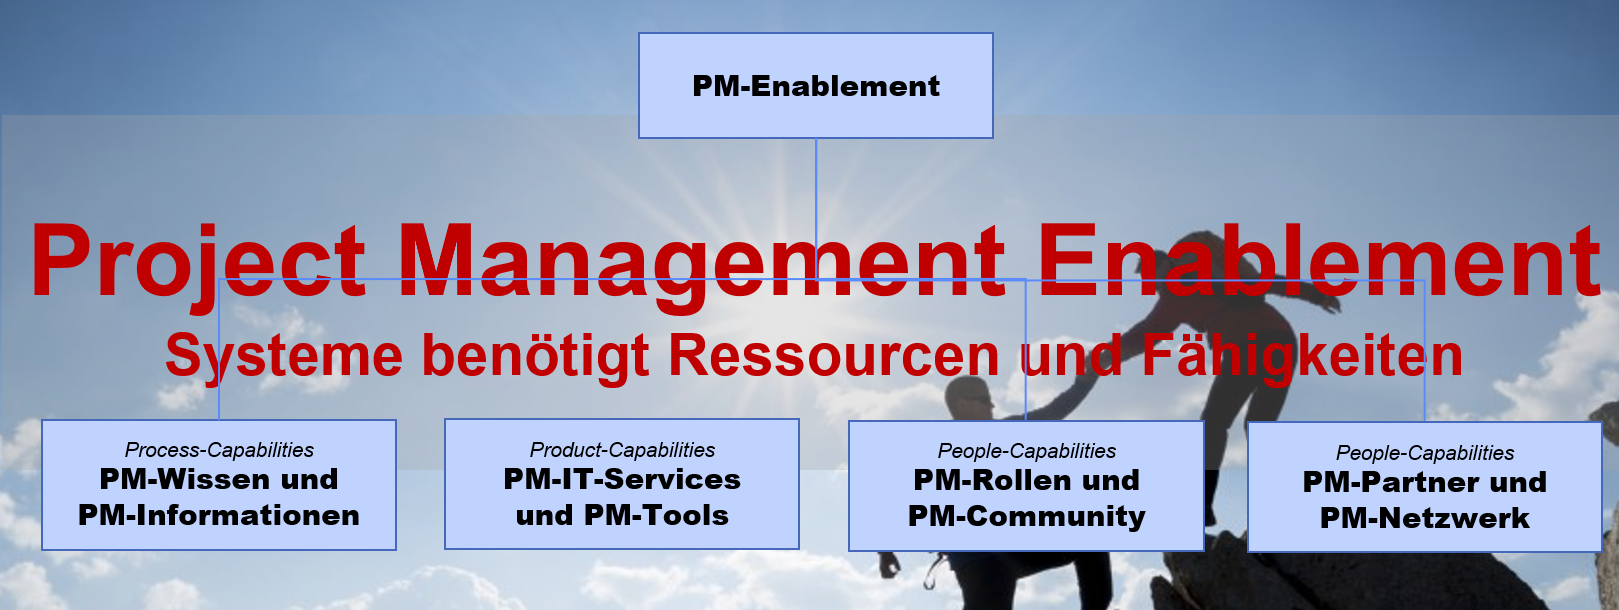 PM-Enablement
Project Management Enablement
Systeme benötigt Ressourcen und Fähigkeiten
Process-Capabilities
PM-Wissen und
PM-Informationen
Product-Capabilities
PM-IT-Services
und PM-Tools
People-Capabilities
PM-Rollen und
PM-Community
People-Capabilities
PM-Partner und
PM-Netzwerk